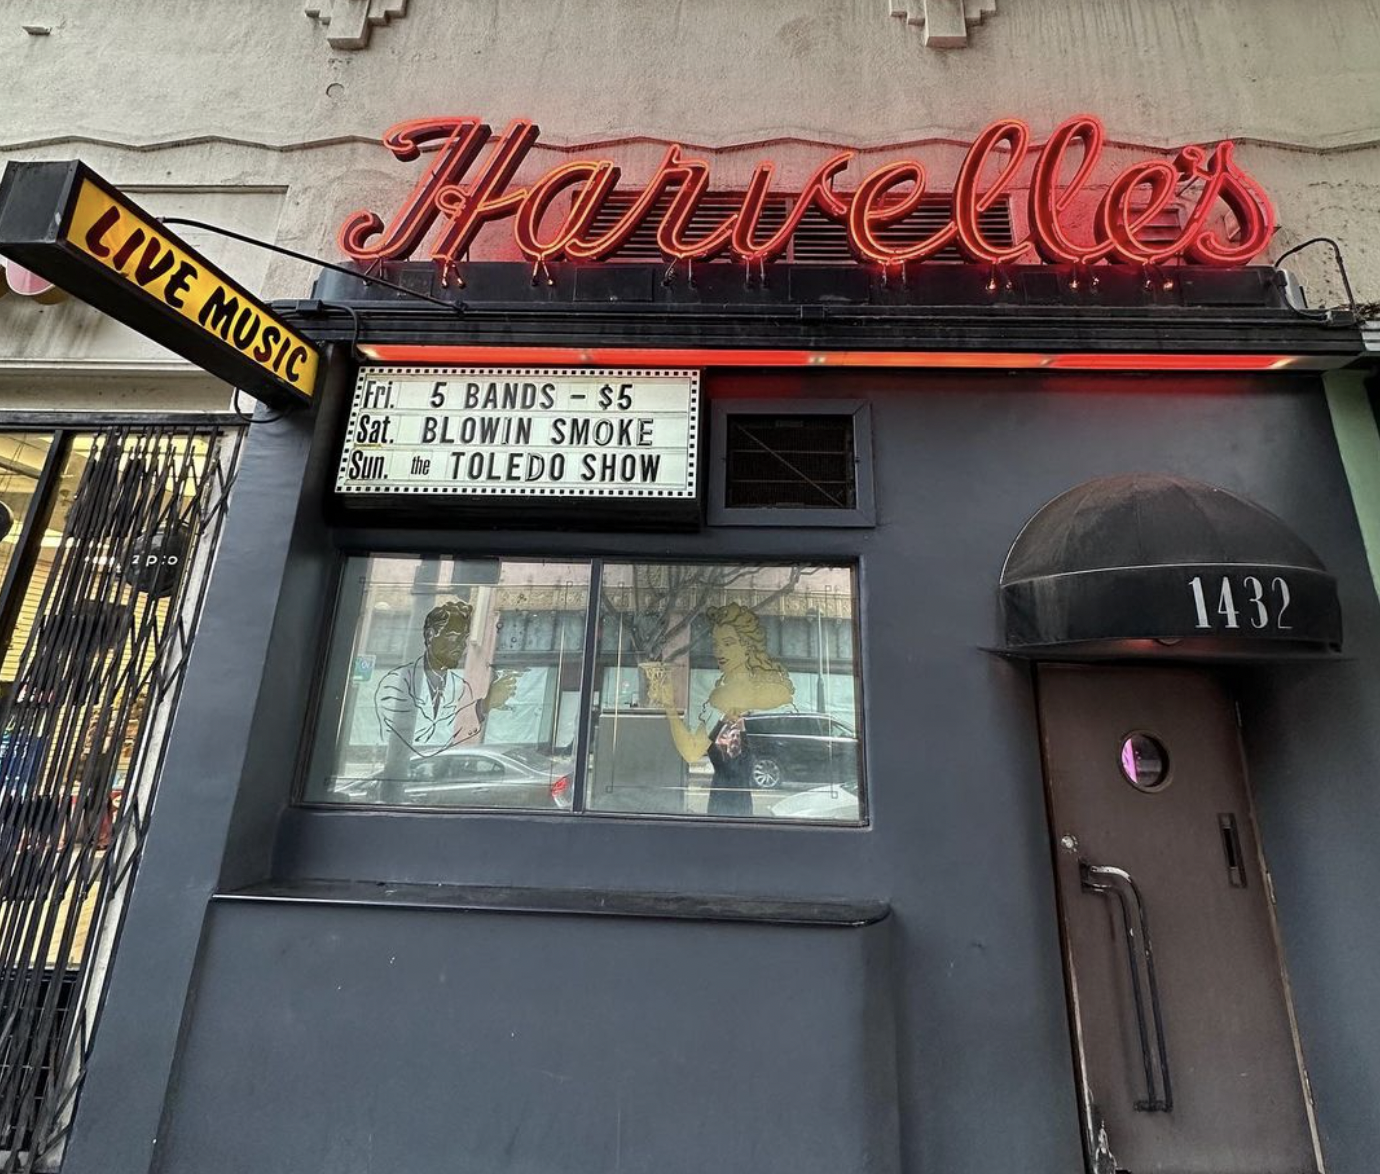 Harvelle's
LIVE MUSIC
Fri. 5 BANDS - $5
Sat. BLOWIN SMOKE
Sun. the TOLEDO SHOW
1432